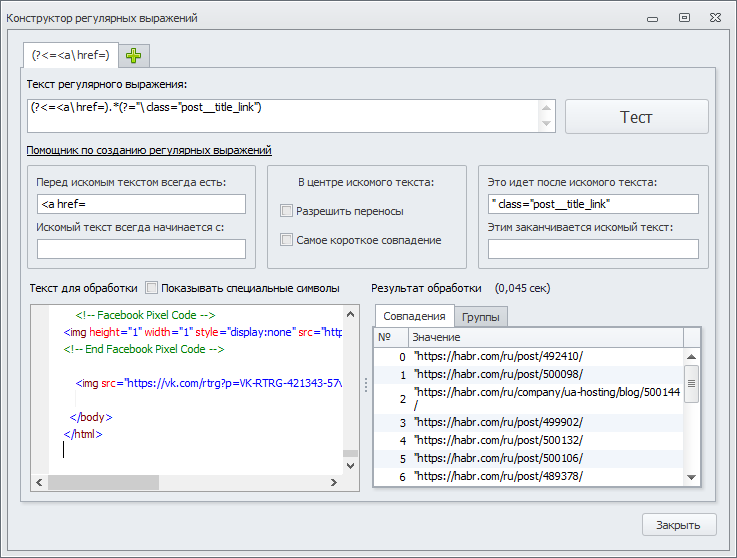 Конструктор регулярных выражений
(?<=<a\href=)
Текст регулярного выражения:
(?<=<a\href=).*(?="\class="post__title_link")
Тест
Помощник по созданию регулярных выражений
Перед искомым текстом всегда есть:
<a href=
Искомый текст всегда начинается с:
В центре искомого текста:
Разрешить переносы
Самое короткое совпадение
Это идет после искомого текста:
" class="post__title_link"
Этим заканчивается искомый текст:
Текст для обработки
Показывать специальные символы
Результат обработки (0,045 сек)
<!-- Facebook Pixel Code -->
<img height="1" width="1" style="display:none" src="http
<!-- End Facebook Pixel Code -->
<img src="https://vk.com/rtrg?p=VK-RTRG-421343-57v
</body>
</html>
Совпадения
Группы
№ Значение
0 "https://habr.com/ru/post/492410/
1 "https://habr.com/ru/post/500098/
2 "https://habr.com/ru/company/ua-hosting/blog/500144
/
3 "https://habr.com/ru/post/499902/
4 "https://habr.com/ru/post/500132/
5 "https://habr.com/ru/post/500106/
6 "https://habr.com/ru/post/489378/
Закрыть